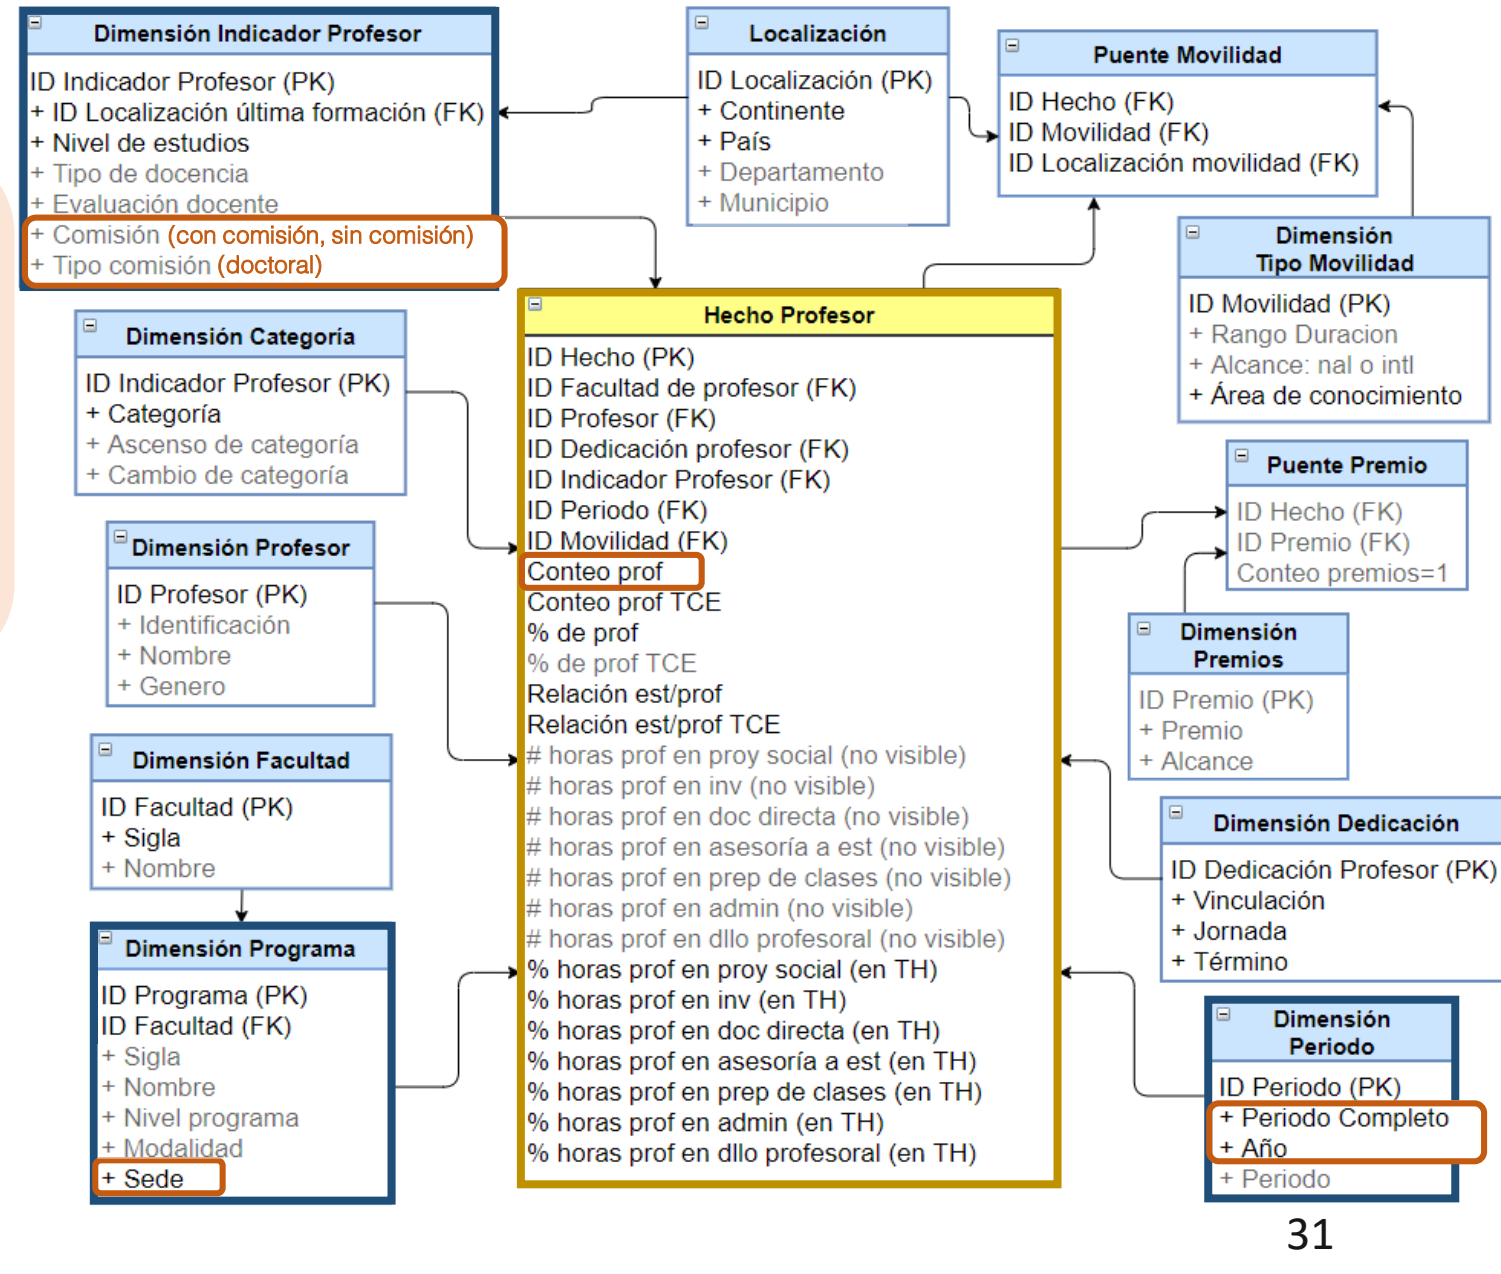 Dimensión Indicador Profesor
ID Indicador Profesor (PK)
+ ID Localización última formación (FK)
+ Nivel de estudios
+ Tipo de docencia
+ Evaluación docente
+ Comisión (con comisión, sin comisión)
+ Tipo comisión (doctoral)
Localización
ID Localización (PK)
+ Continente
+ País
+ Departamento
+ Municipio
Puente Movilidad
ID Hecho (FK)
ID Movilidad (FK)
ID Localización movilidad (FK)
Dimensión
Tipo Movilidad
ID Movilidad (PK)
+ Rango Duracion
+ Alcance: nal o intl
+ Área de conocimiento
Dimensión Categoría
ID Indicador Profesor (PK)
+ Categoría
+ Ascenso de categoría
+ Cambio de categoría
Dimensión Profesor
ID Profesor (PK)
+ Identificación
+ Nombre
+ Genero
Dimensión Facultad
ID Facultad (PK)
+ Sigla
+ Nombre
Dimensión Programa
ID Programa (PK)
ID Facultad (FK)
+ Sigla
+ Nombre
+ Nivel programa
+ Modalidad
+ Sede
Hecho Profesor
ID Hecho (PK)
ID Facultad de profesor (FK)
ID Profesor (FK)
ID Dedicación profesor (FK)
ID Indicador Profesor (FK)
ID Periodo (FK)
ID Movilidad (FK)
Conteo prof
Conteo prof TCE
% de prof
% de prof TCE
Relación est/prof
Relación est/prof TCE
# horas prof en proy social (no visible)
# horas prof en inv (no visible)
# horas prof en doc directa (no visible)
# horas prof en asesoría a est (no visible)
# horas prof en prep de clases (no visible)
# horas prof en admin (no visible)
# horas prof en dllo profesoral (no visible)
% horas prof en proy social (en TH)
% horas prof en inv (en TH)
% horas prof en doc directa (en TH)
% horas prof en asesoría a est (en TH)
% horas prof en prep de clases (en TH)
% horas prof en admin (en TH)
% horas prof en dllo profesoral (en TH)
Puente Premio
ID Hecho (FK)
ID Premio (FK)
Conteo premios=1
Dimensión
Premios
ID Premio (PK)
+ Premio
+ Alcance
Dimensión Dedicación
ID Dedicación Profesor (PK)
+ Vinculación
+ Jornada
+ Término
Dimensión
Periodo
ID Periodo (PK)
+ Periodo Completo
+ Año
+ Periodo
31